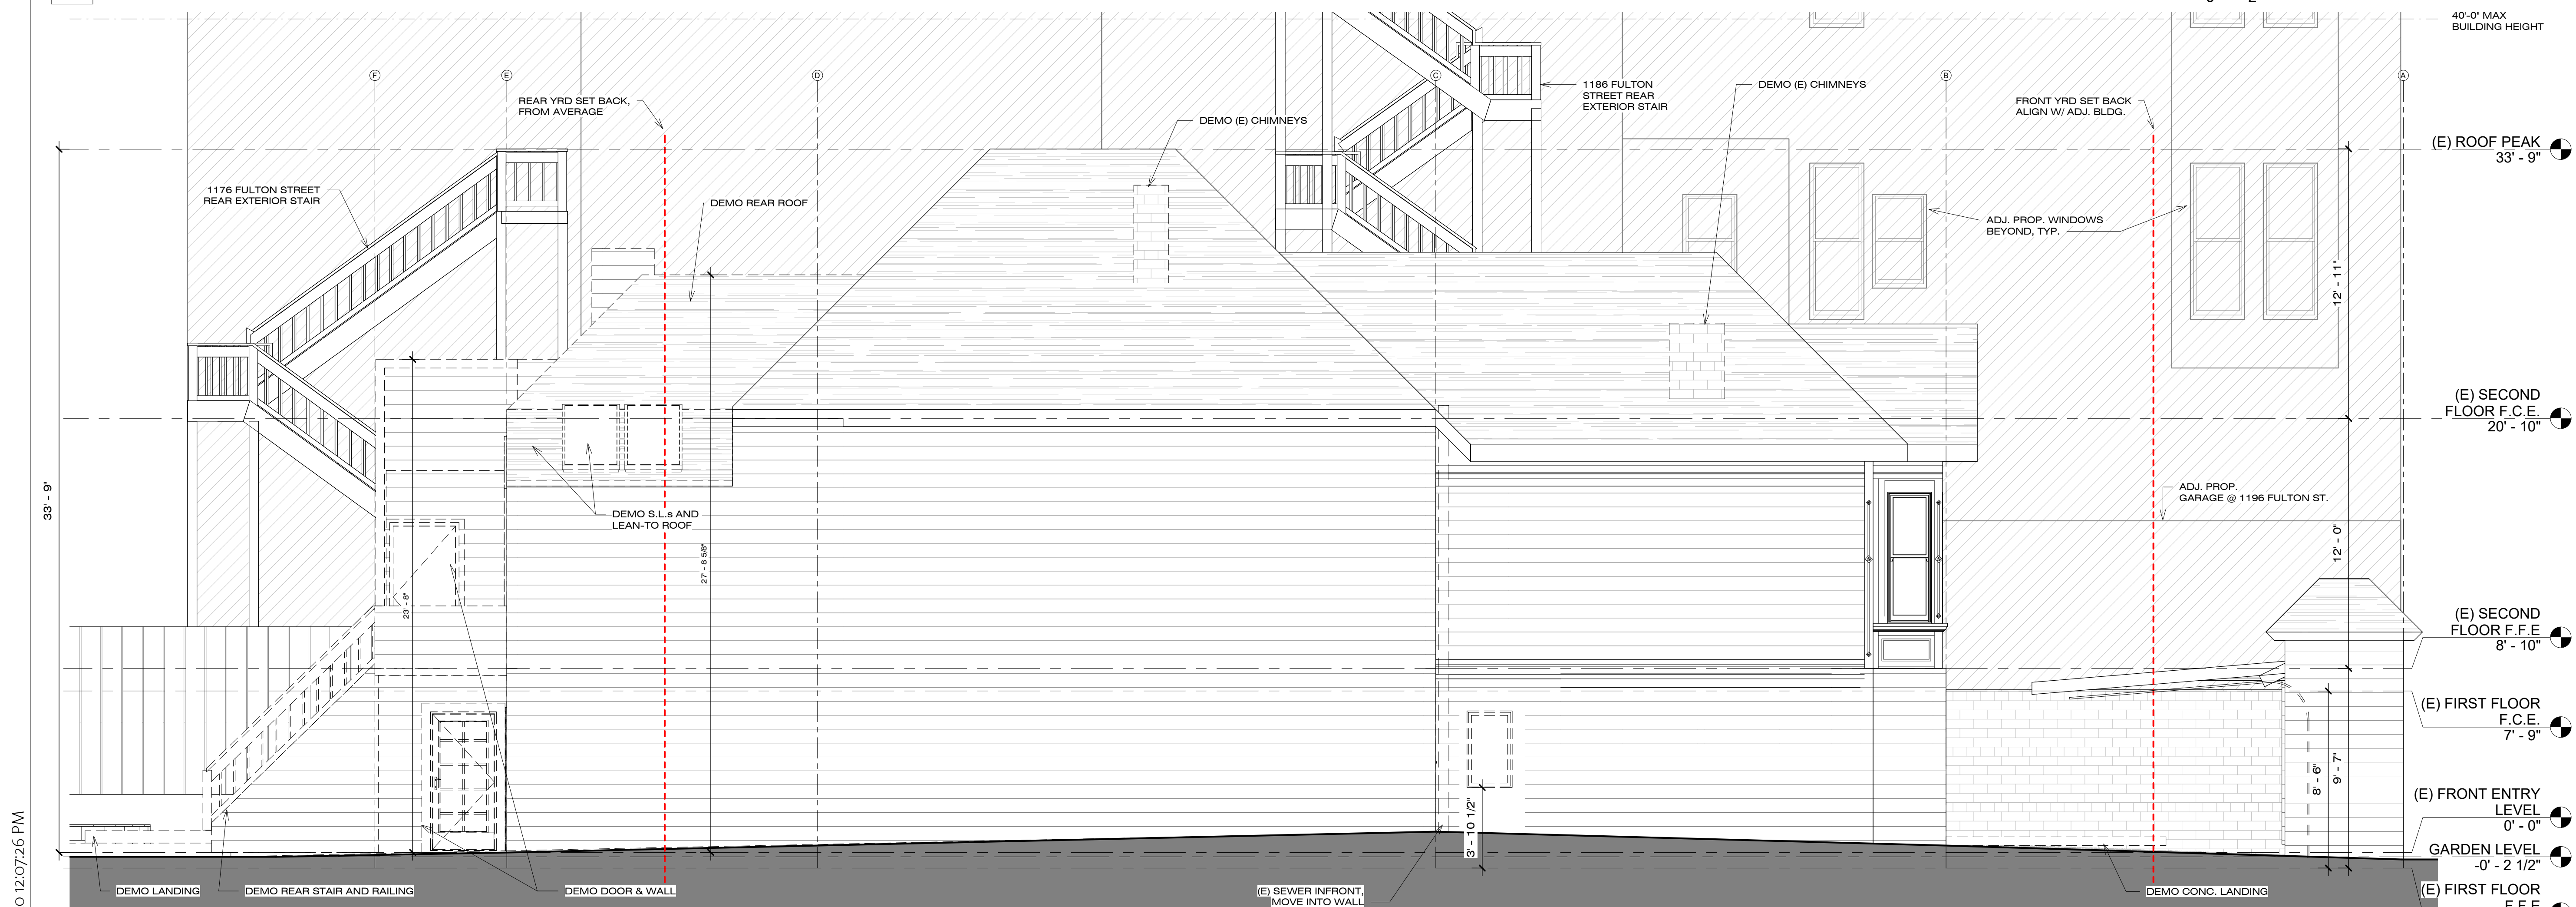 40'-0" MAX
BUILDING HEIGHT
F
E
D
C
B
A
REAR YRD SET BACK,
FROM AVERAGE
DEMO (E) CHIMNEYS
1186 FULTON
STREET REAR
EXTERIOR STAIR
DEMO (E) CHIMNEYS
FRONT YRD SET BACK
ALIGN W/ ADJ. BLDG.
(E) ROOF PEAK
33' - 9"
1176 FULTON STREET
REAR EXTERIOR STAIR
DEMO REAR ROOF
ADJ. PROP. WINDOWS
BEYOND, TYP.
12' - 11"
(E) SECOND
FLOOR F.C.E.
20' - 10"
33' - 9"
DEMO S.L.s AND
LEAN-TO ROOF
ADJ. PROP.
GARAGE @ 1196 FULTON ST.
27' - 8 5/8"
23' - 8"
12' - 0"
(E) SECOND
FLOOR F.F.E
8' - 10"
(E) FIRST FLOOR
F.C.E.
7' - 9"
8' - 6"
9' - 7"
3' - 10 1/2"
(E) FRONT ENTRY
LEVEL
0' - 0"
GARDEN LEVEL
-0' - 2 1/2"
DEMO LANDING
DEMO REAR STAIR AND RAILING
DEMO DOOR & WALL
(E) SEWER INFRONT,
MOVE INTO WALL
DEMO CONC. LANDING
(E) FIRST FLOOR
F.F.E
0 12:07:26 PM